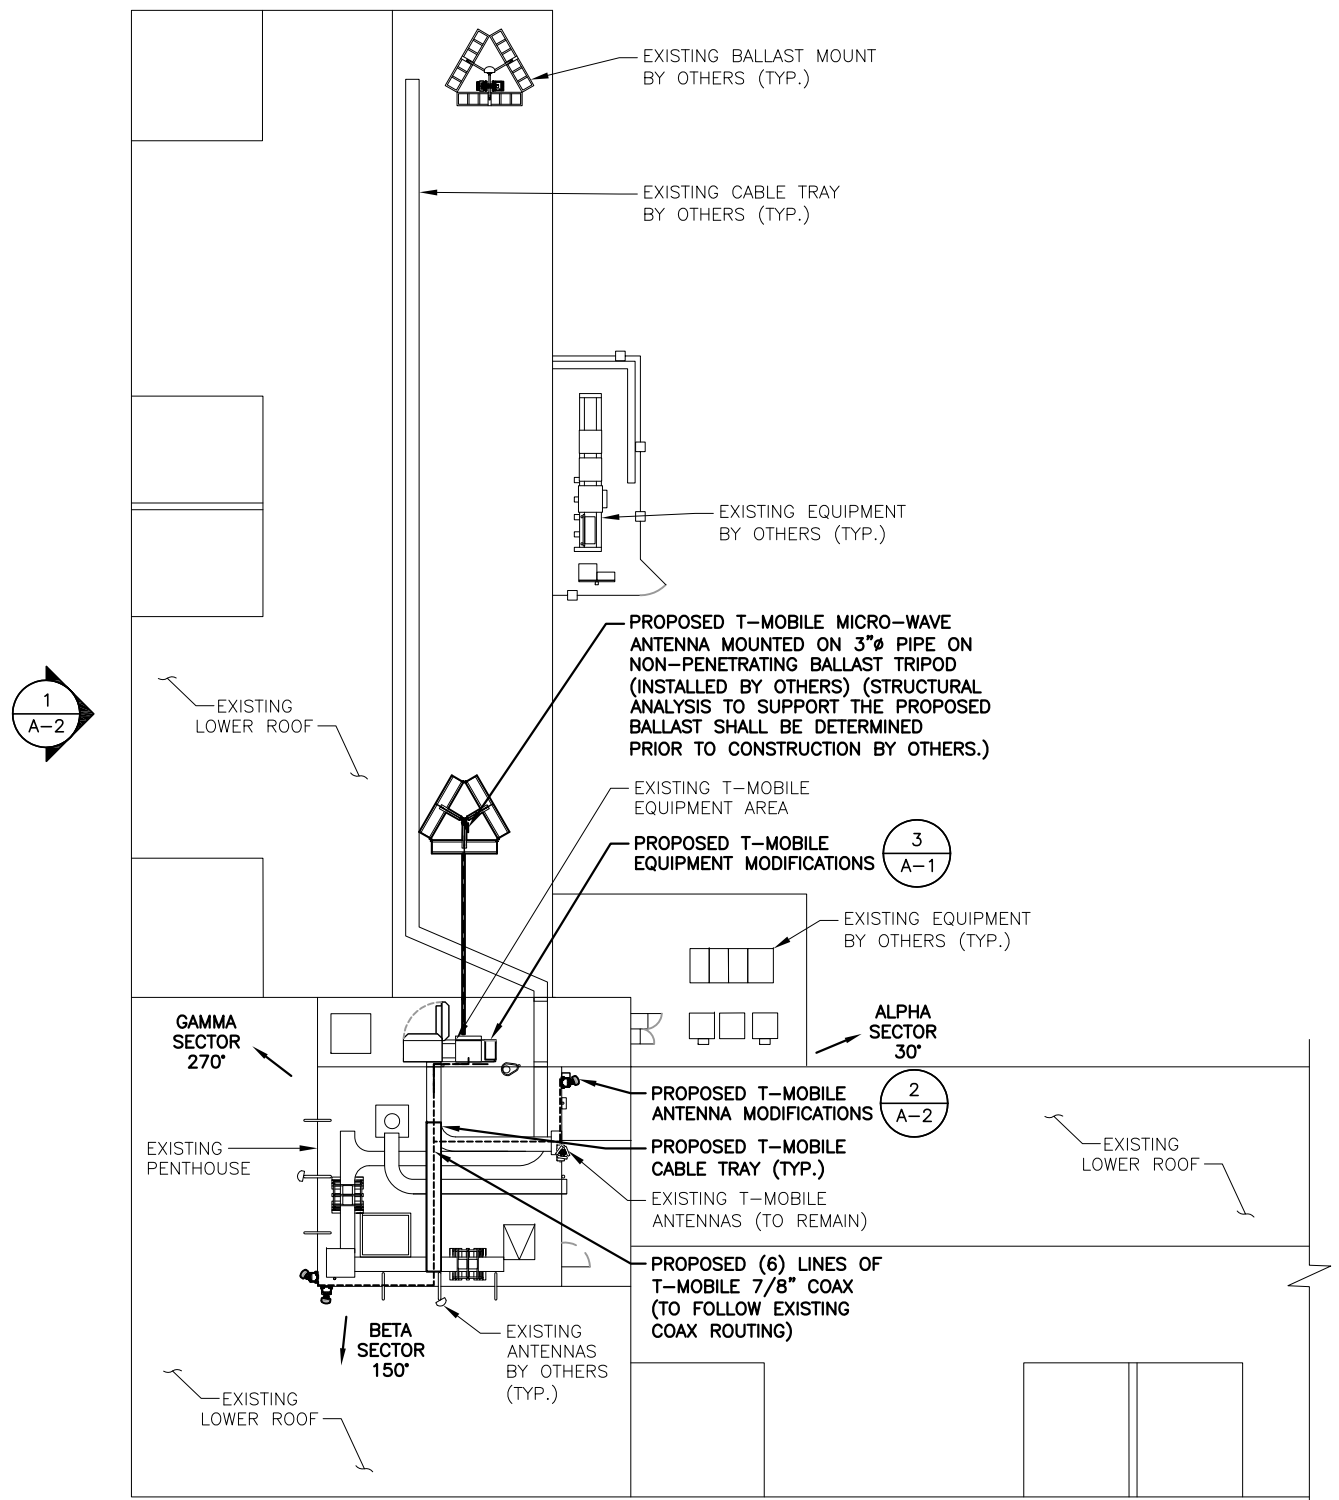 EXISTING BALLAST MOUNT
BY OTHERS (TYP.)
EXISTING CABLE TRAY
BY OTHERS (TYP.)
EXISTING EQUIPMENT
BY OTHERS (TYP.)
PROPOSED T-MOBILE MICRO-WAVE
ANTENNA MOUNTED ON 3"ø PIPE ON
NON-PENETRATING BALLAST TRIPOD
(INSTALLED BY OTHERS) (STRUCTURAL
ANALYSIS TO SUPPORT THE PROPOSED
BALLAST SHALL BE DETERMINED
PRIOR TO CONSTRUCTION BY OTHERS.)
1
A-2
EXISTING
LOWER ROOF
EXISTING T-MOBILE
EQUIPMENT AREA
PROPOSED T-MOBILE
EQUIPMENT MODIFICATIONS
3
A-1
EXISTING EQUIPMENT
BY OTHERS (TYP.)
GAMMA
SECTOR
270°
ALPHA
SECTOR
30°
PROPOSED T-MOBILE
ANTENNA MODIFICATIONS
2
A-2
EXISTING
PENTHOUSE
PROPOSED T-MOBILE
CABLE TRAY (TYP.)
EXISTING
LOWER ROOF
EXISTING T-MOBILE
ANTENNAS (TO REMAIN)
PROPOSED (6) LINES OF
T-MOBILE 7/8" COAX
(TO FOLLOW EXISTING
COAX ROUTING)
BETA
SECTOR
150°
EXISTING
ANTENNAS
BY OTHERS
(TYP.)
EXISTING
LOWER ROOF